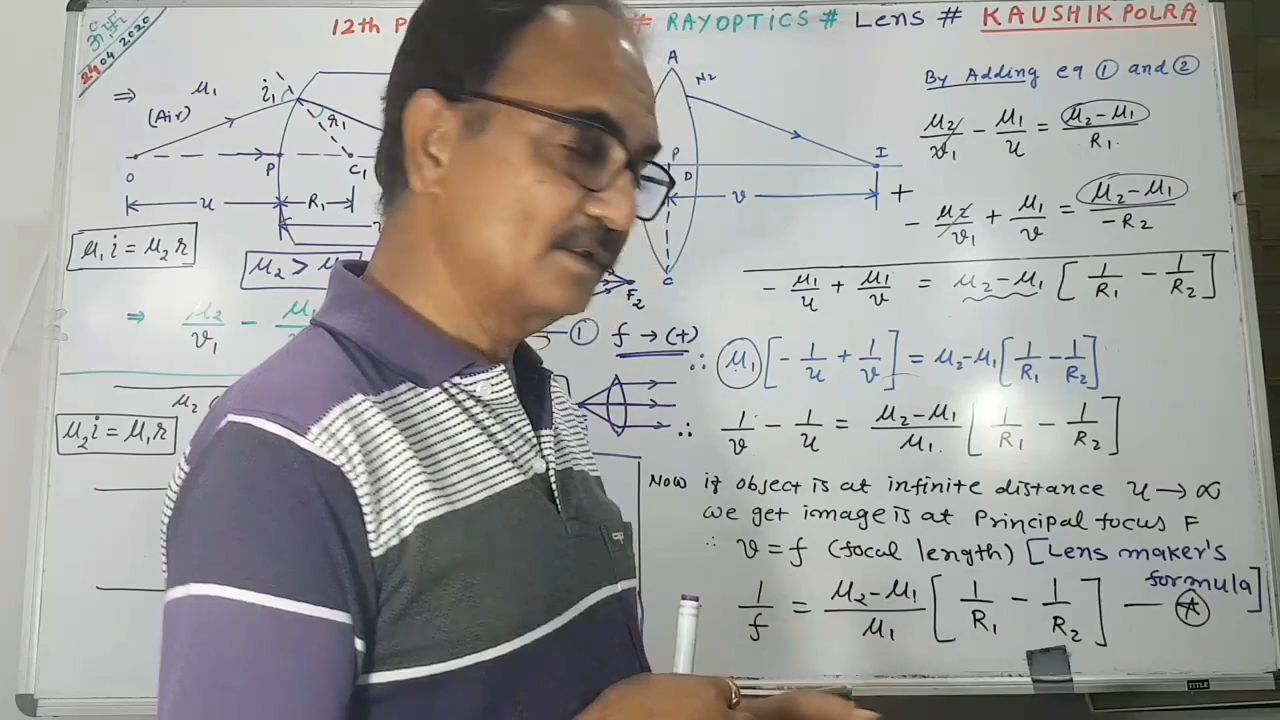 24 04 2020
12th P # RAYOPTICS # Lens # KAUSHIK POLRA
⇒ μ1 i1
(Air) r1
O P C1
u R1
μ1 i = μ2 r
μ2 > μ
⇒ μ2/v1 - μ1
μ2 i = μ1 r
A
P D I
v
C
F2
① f → (+)
By Adding eq ① and ②
μ2/v1 - μ1/u = μ2-μ1/R1
+
- μ2/v1 + μ1/v = μ2-μ1/-R2
- μ1/u + μ1/v = μ2-μ1 [1/R1 - 1/R2]
∴ μ1 [-1/u + 1/v] = μ2-μ1 [1/R1 - 1/R2]
∴ 1/v - 1/u = μ2-μ1/μ1 [1/R1 - 1/R2]
Now if object is at infinite distance u → ∞
we get image is at Principal focus F
∴ v = f (focal length) [Lens maker's
formula]
1/f = μ2-μ1/μ1 [1/R1 - 1/R2] —
TITLE